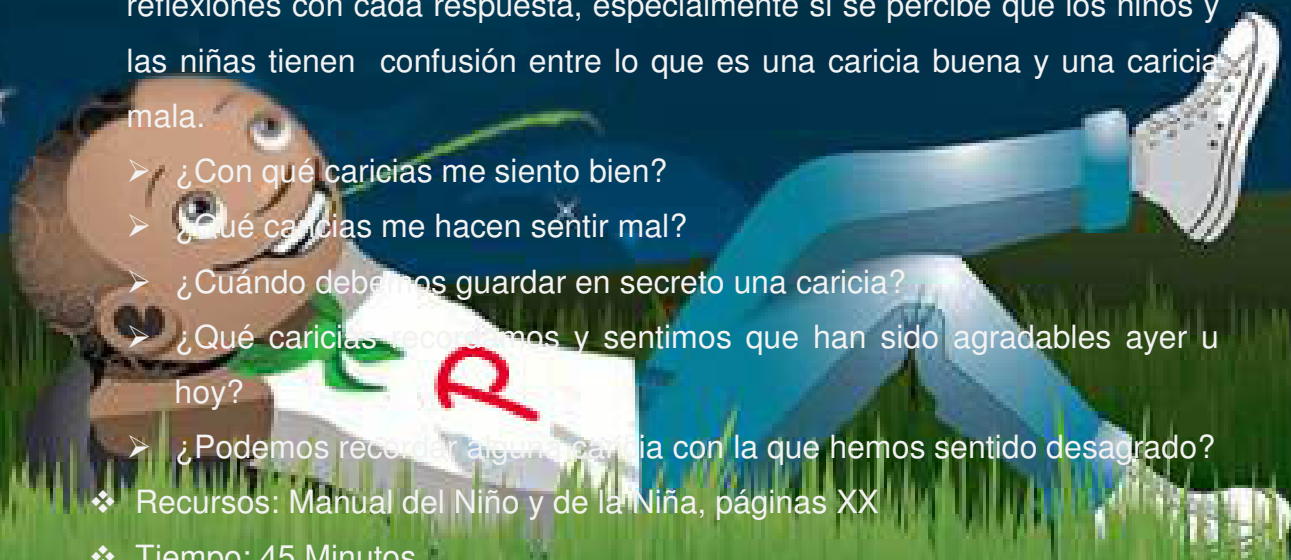 reflexiones con cada respuesta, especialmente si se percibe que los niños y
las niñas tienen confusión entre lo que es una caricia buena y una caricia
mala.
➢ ¿Con qué caricias me siento bien?
➢ ¿Qué caricias me hacen sentir mal?
➢ ¿Cuándo debemos guardar en secreto una caricia?
➢ ¿Qué caricias recordamos y sentimos que han sido agradables ayer u
hoy?
➢ ¿Podemos recordar alguna caricia con la que hemos sentido desagrado?
❖ Recursos: Manual del Niño y de la Niña, páginas XX
❖ Tiempo: 45 Minutos
P